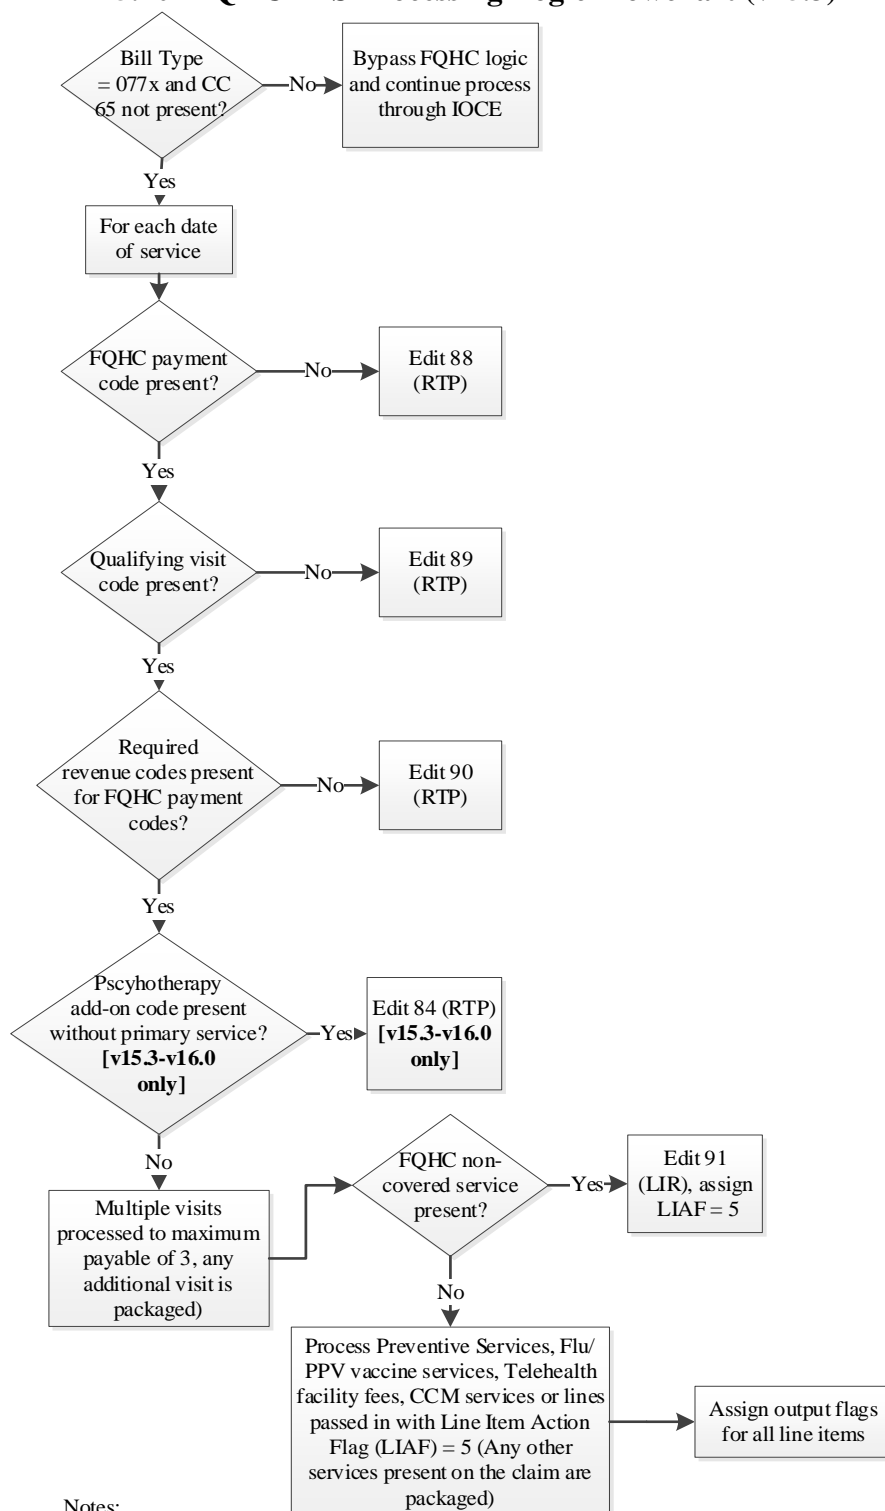 Bill Type
= 077x and CC
65 not present?
No
Bypass FQHC logic
and continue process
through IOCE
Yes
For each date
of service
FQHC payment
code present?
No
Edit 88
(RTP)
Yes
Qualifying visit
code present?
No
Edit 89
(RTP)
Yes
Required
revenue codes present
for FQHC payment
codes?
No
Edit 90
(RTP)
Yes
Pscyhotherapy
add-on code present
without primary service?
[v15.3-v16.0
only]
Yes
Edit 84 (RTP)
[v15.3-v16.0
only]
No
Multiple visits
processed to maximum
payable of 3, any
additional visit is
packaged)
FQHC non-
covered service
present?
Yes
Edit 91
(LIR), assign
LIAF = 5
No
Process Preventive Services, Flu/
PPV vaccine services, Telehealth
facility fees, CCM services or lines
passed in with Line Item Action
Flag (LIAF) = 5 (Any other
services present on the claim are
packaged)
Assign output flags
for all line items
Notes: